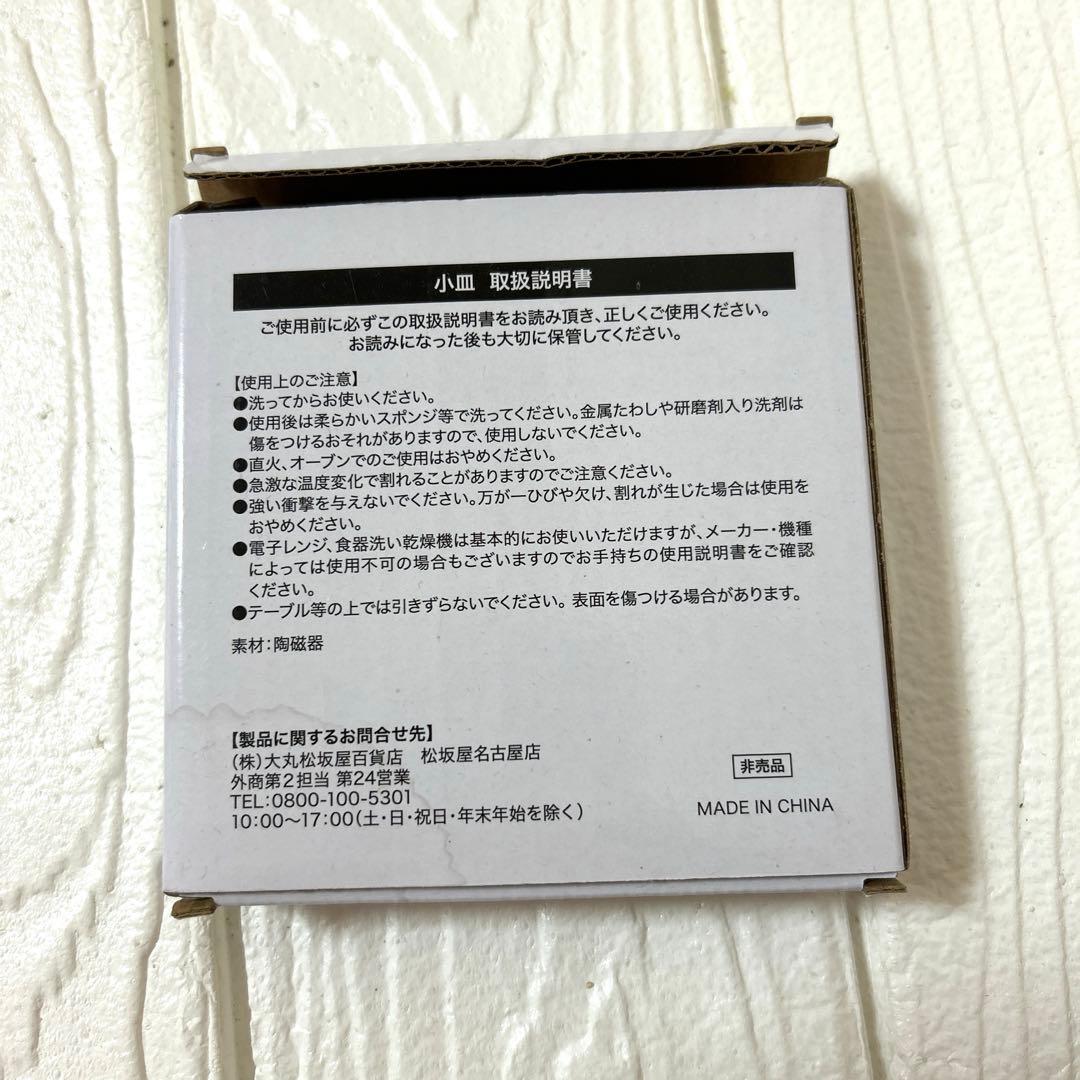 小皿 取扱説明書
ご使用前に必ずこの取扱説明書をお読み頂き、正しくご使用ください。
お読みになった後も大切に保管してください。
【使用上のご注意】
●洗ってからお使いください。
●使用後は柔らかいスポンジ等で洗ってください。金属たわしや研磨剤入り洗剤は
傷をつけるおそれがありますので、使用しないでください。
●直火、オーブンでのご使用はおやめください。
●急激な温度変化で割れることがありますのでご注意ください。
●強い衝撃を与えないでください。万が一ひびや欠け、割れが生じた場合は使用を
おやめください。
●電子レンジ、食器洗い乾燥機は基本的にお使いいただけますが、メーカー・機種
によっては使用不可の場合もございますのでお手持ちの使用説明書をご確認
ください。
●テーブル等の上では引きずらないでください。表面を傷つける場合があります。
素材：陶磁器
【製品に関するお問合せ先】
（株）大丸松坂屋百貨店 松坂屋名古屋店
外商第2担当 第24営業
TEL：0800-100-5301
10：00～17：00（土・日・祝日・年末年始を除く）
非売品
MADE IN CHINA